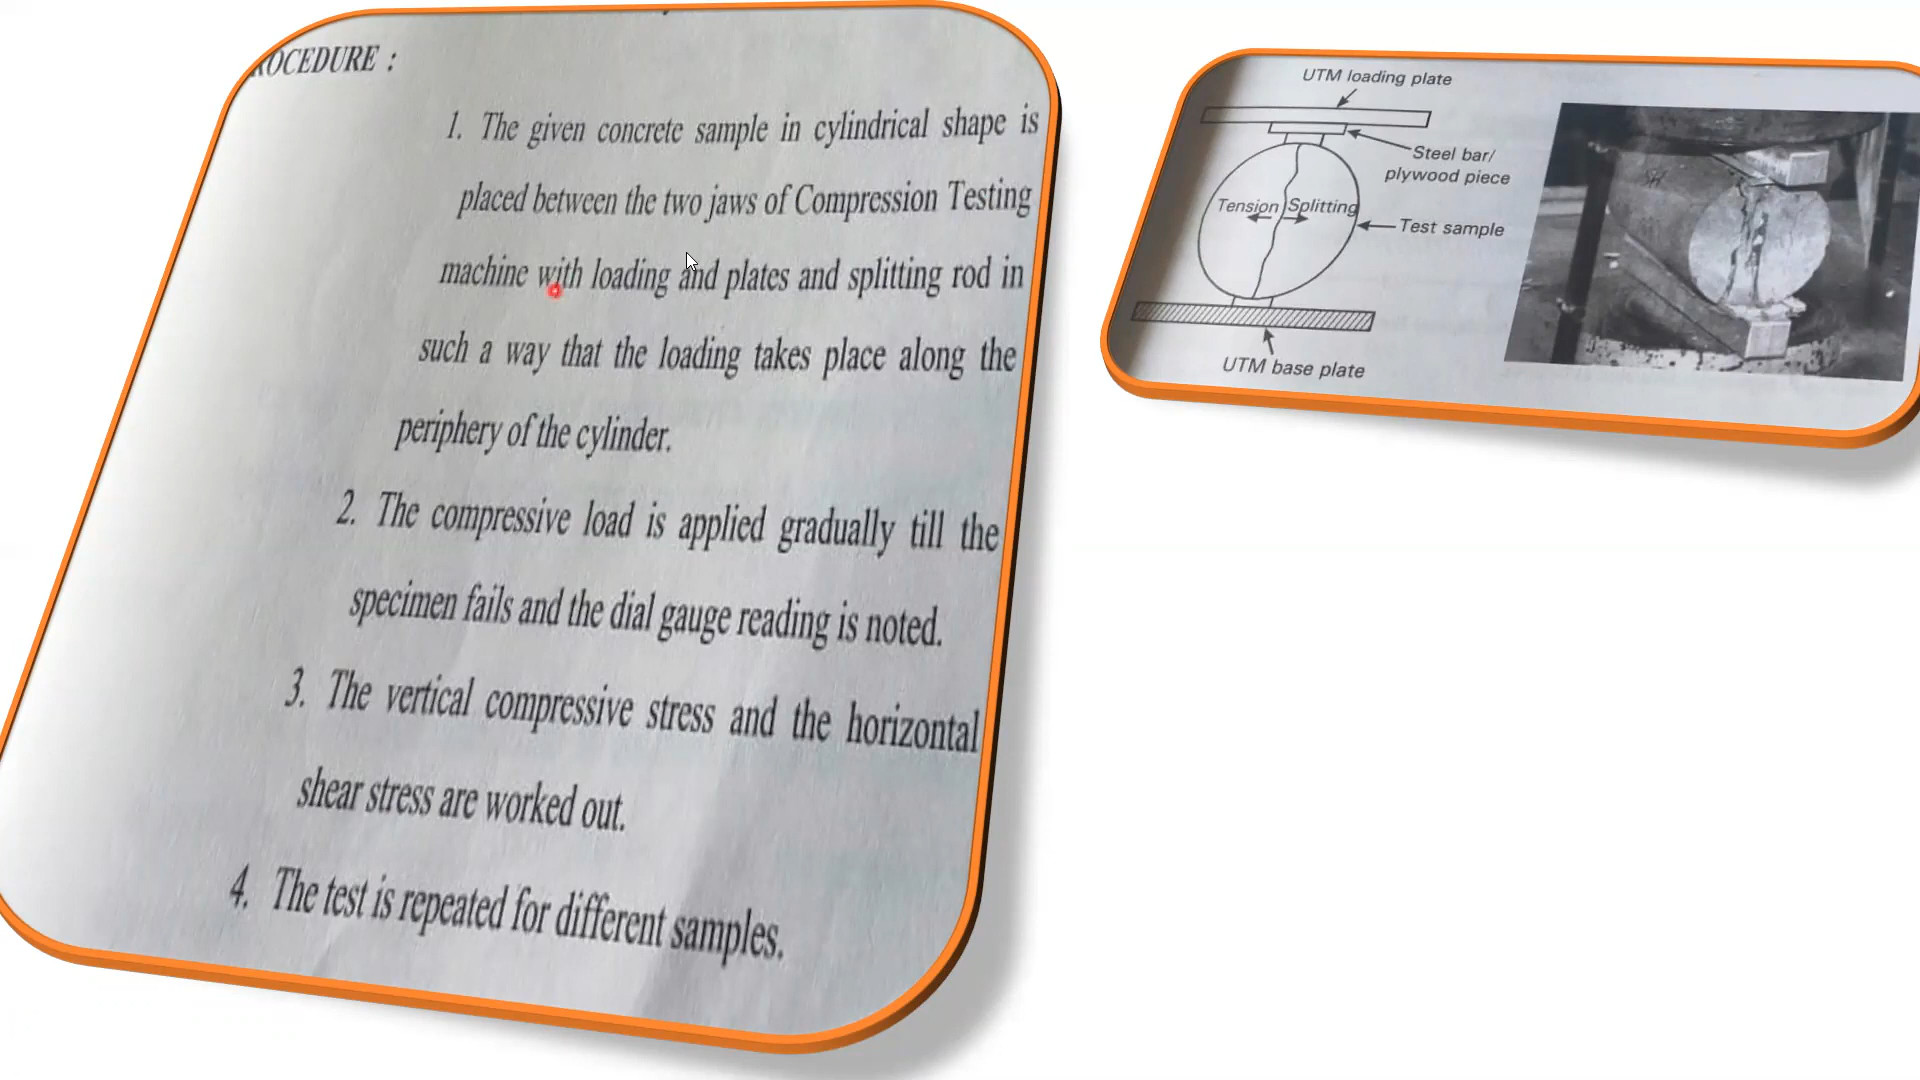 ROCEDURE :
1. The given concrete sample in cylindrical shape is
placed between the two jaws of Compression Testing
machine with loading and plates and splitting rod in
such a way that the loading takes place along the
periphery of the cylinder.
2. The compressive load is applied gradually till the
specimen fails and the dial gauge reading is noted.
3. The vertical compressive stress and the horizontal
shear stress are worked out.
4. The test is repeated for different samples.
UTM loading plate
Steel bar/
plywood piece
Tension Splitting
Test sample
UTM base plate